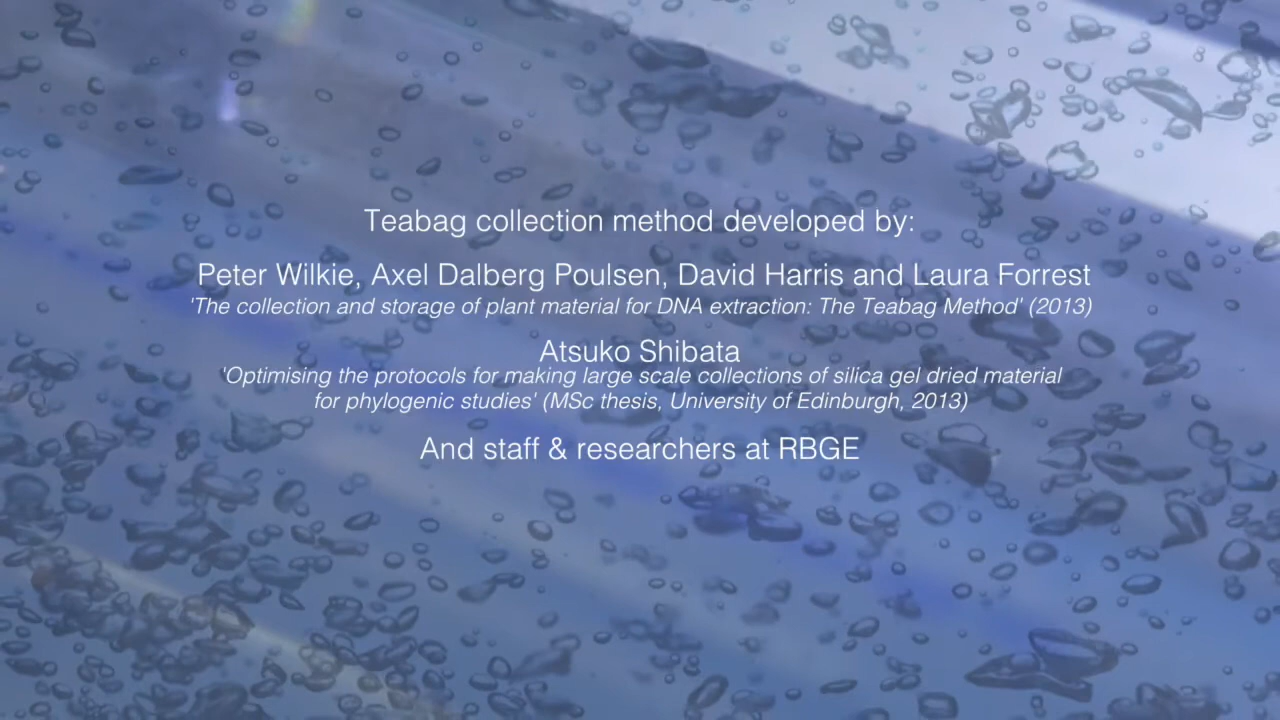 Teabag collection method developed by:
Peter Wilkie, Axel Dalberg Poulsen, David Harris and Laura Forrest
'The collection and storage of plant material for DNA extraction: The Teabag Method' (2013)
Atsuko Shibata
'Optimising the protocols for making large scale collections of silica gel dried material
for phylogenic studies' (MSc thesis, University of Edinburgh, 2013)
And staff & researchers at RBGE